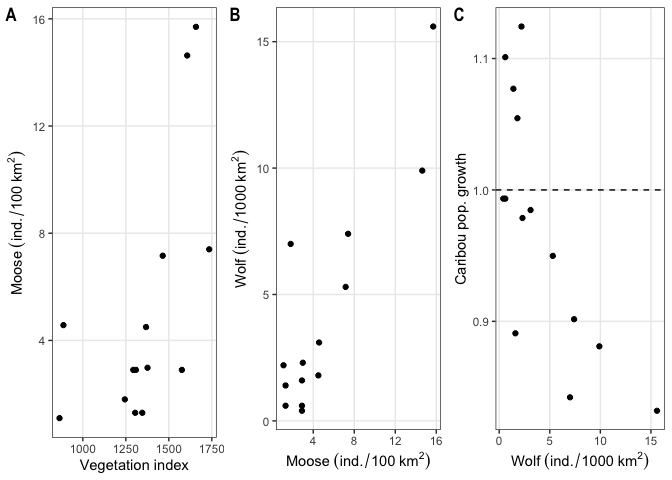 A
B
C
16
12
8
4
Moose (ind./100 km²)
1000
1250
1500
1750
Vegetation index
15
10
5
0
Wolf (ind./1000 km²)
4
8
12
16
Moose (ind./100 km²)
1.1
1.0
0.9
Caribou pop. growth
0
5
10
15
Wolf (ind./1000 km²)